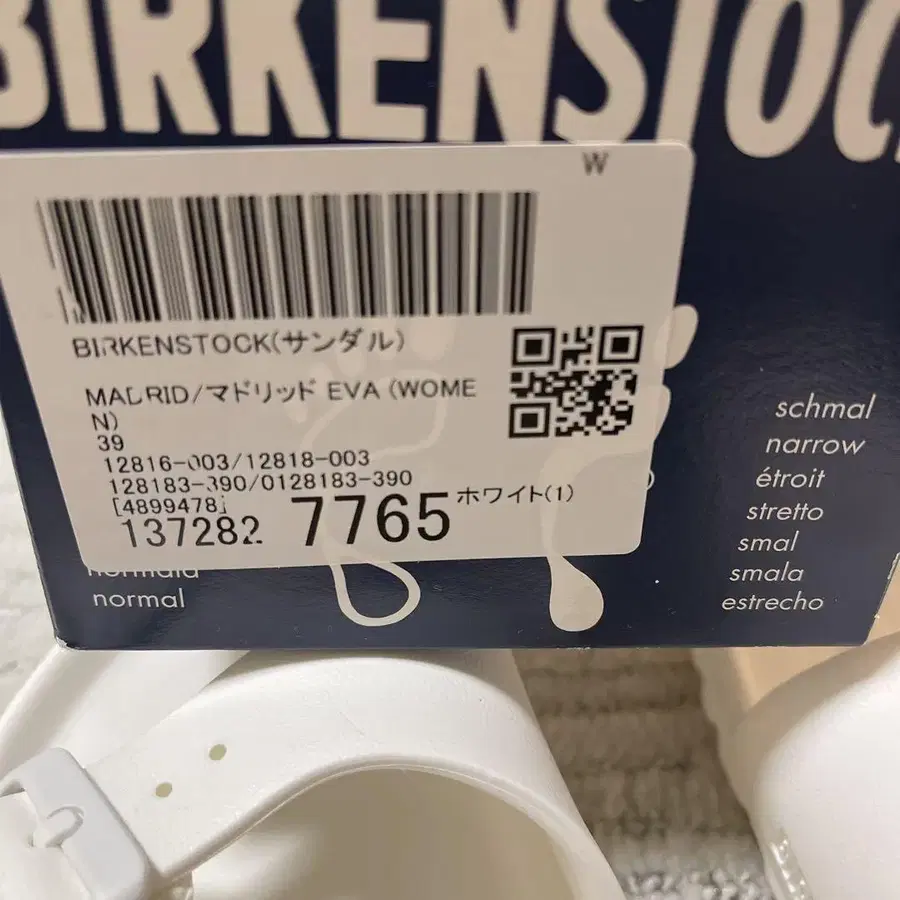 BIRKENSTOC
W
BIRKENSTOCK(サンダル)
MADRID/マドリッド EVA (WOME
N)
39
12816-003/12818-003
128183-390/0128183-390
[4899478]
137282 7765 ホワイト(1)
normal
schmal
narrow
étroit
stretto
smal
smala
estrecho